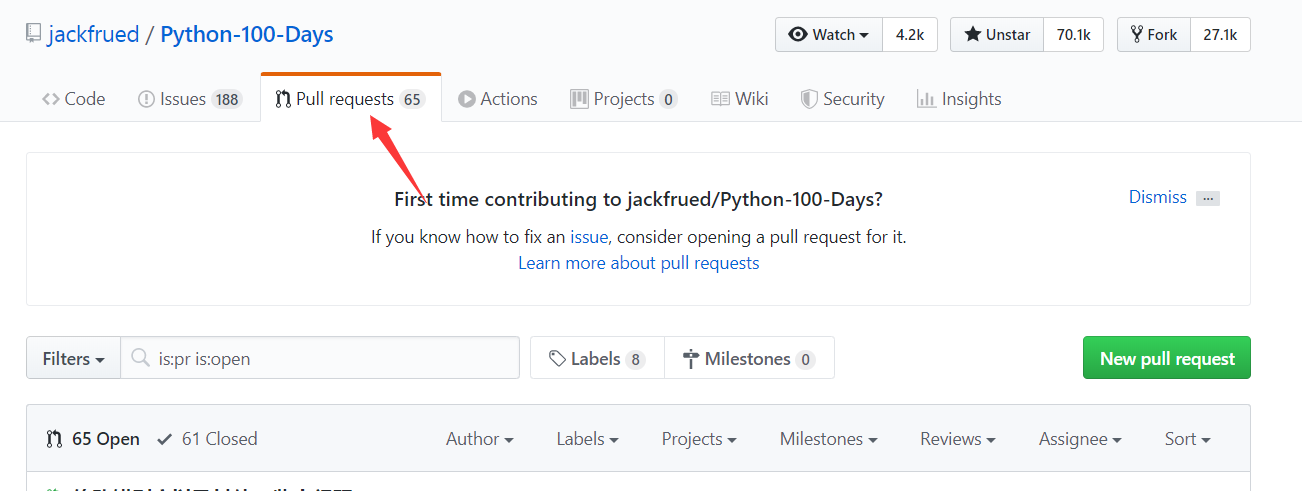 jackfrued / Python-100-Days Watch 4.2k Unstar 70.1k Fork 27.1k
Code Issues 188 Pull requests 65 Actions Projects 0 Wiki Security Insights
First time contributing to jackfrued/Python-100-Days? Dismiss ...
If you know how to fix an issue, consider opening a pull request for it.
Learn more about pull requests
Filters is:pr is:open Labels 8 Milestones 0 New pull request
65 Open 61 Closed Author Labels Projects Milestones Reviews Assignee Sort